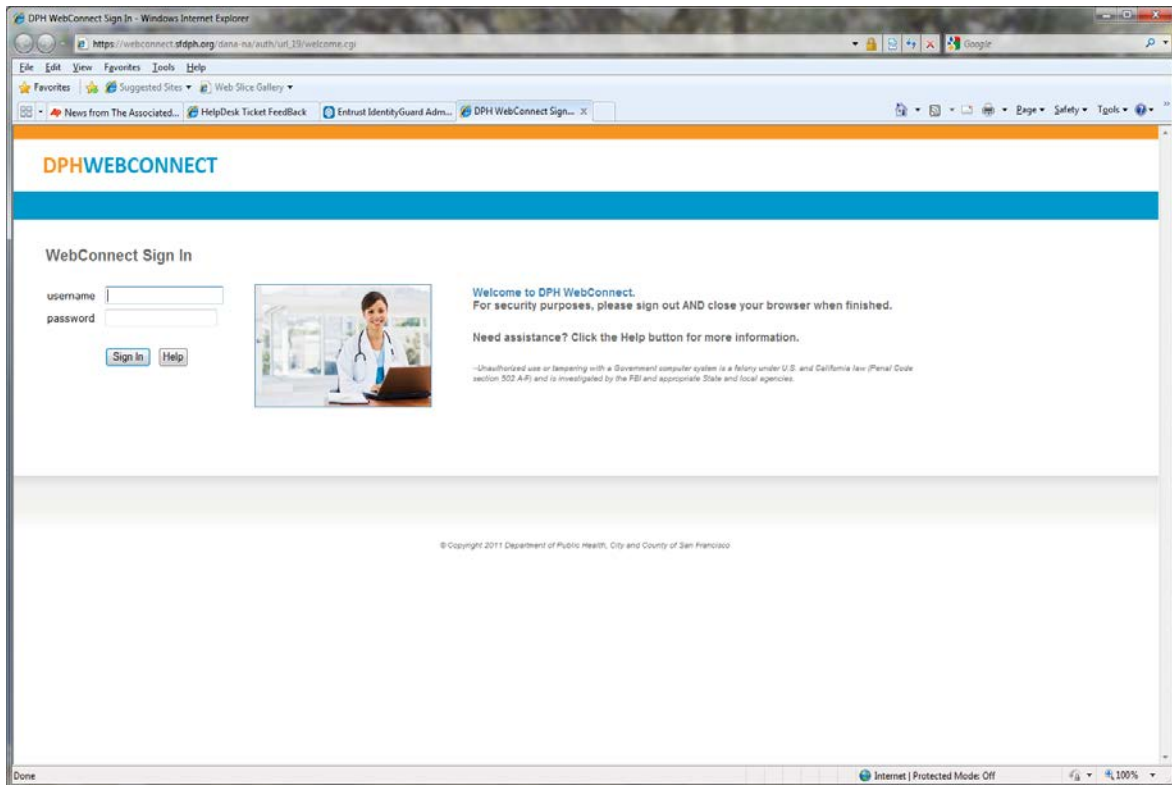 DPH WebConnect Sign In - Windows Internet Explorer
https://webconnect.sfdph.org/dana-na/auth/url_19/welcome.cgi
Google
File Edit View Favorites Tools Help
Favorites Suggested Sites Web Slice Gallery
News from The Associated... HelpDesk Ticket FeedBack Entrust IdentityGuard Adm... DPH WebConnect Sign... Page Safety Tools
DPHWEBCONNECT
WebConnect Sign In
username
password
Sign In Help
Welcome to DPH WebConnect.
For security purposes, please sign out AND close your browser when finished.
Need assistance? Click the Help button for more information.
--Unauthorized use or tampering with a Government computer system is a felony under U.S. and California law (Penal Code
section 502 A-F) and is investigated by the FBI and appropriate State and local agencies.
© Copyright 2011 Department of Public Health, City and County of San Francisco
Done Internet | Protected Mode: Off 100%